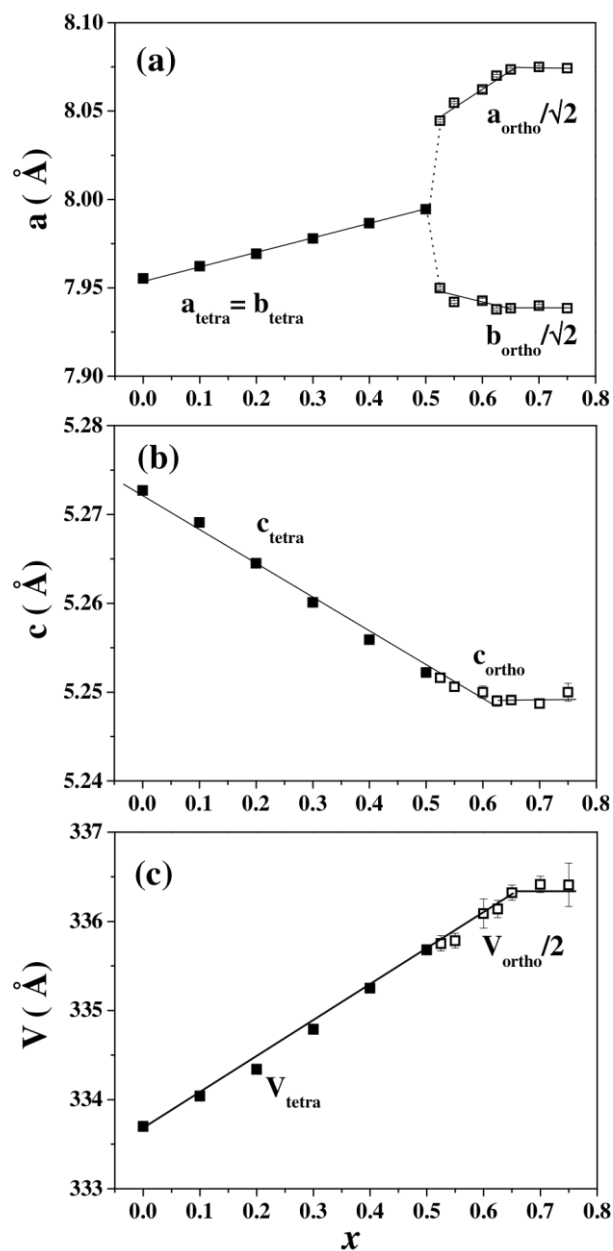 8.10
(a)
8.05
a_ortho/√2
a ( Å)
8.00
7.95
a_tetra = b_tetra
b_ortho/√2
7.90
0.0 0.1 0.2 0.3 0.4 0.5 0.6 0.7 0.8
5.28
(b)
5.27
c_tetra
c ( Å)
5.26
c_ortho
5.25
5.24
0.0 0.1 0.2 0.3 0.4 0.5 0.6 0.7 0.8
337
(c)
336
V_ortho/2
V ( Å)
335
334
V_tetra
333
0.0 0.1 0.2 0.3 0.4 0.5 0.6 0.7 0.8
x